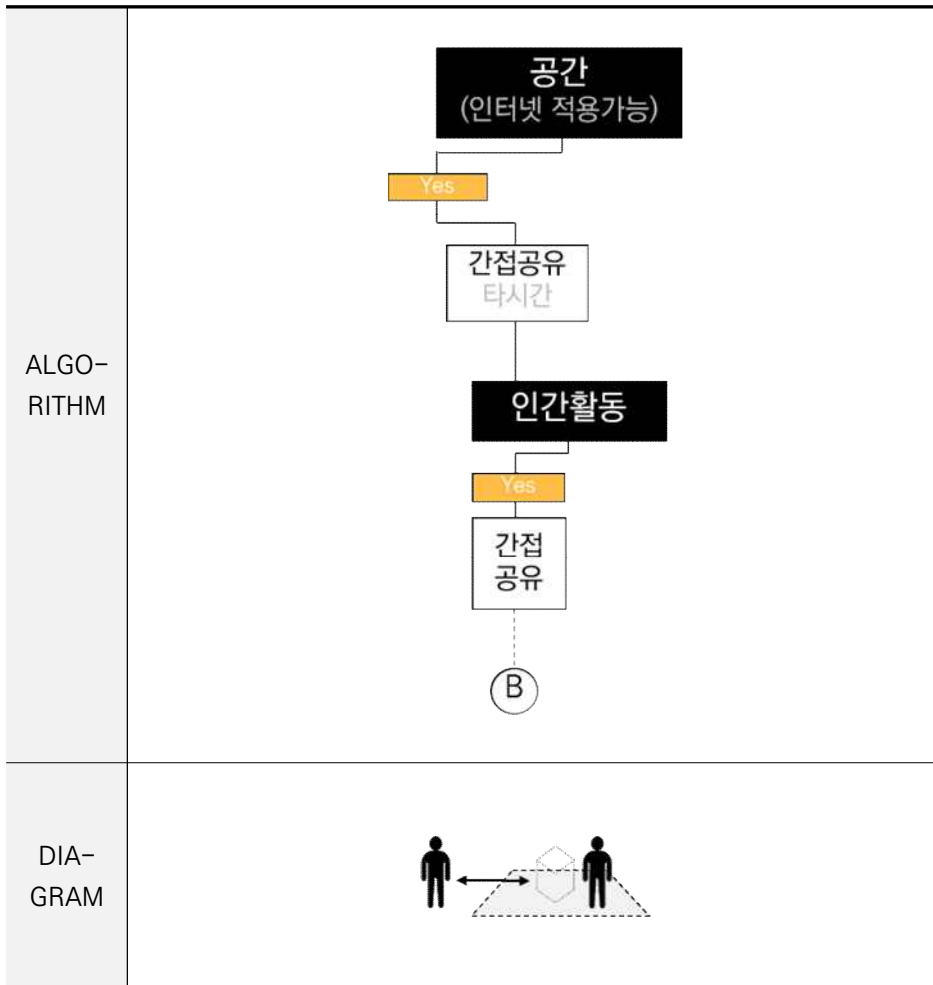 ALGO-
RITHM
공간
(인터넷 적용가능)
Yes
간접공유
타시간
인간활동
Yes
간접
공유
B
DIA-
GRAM